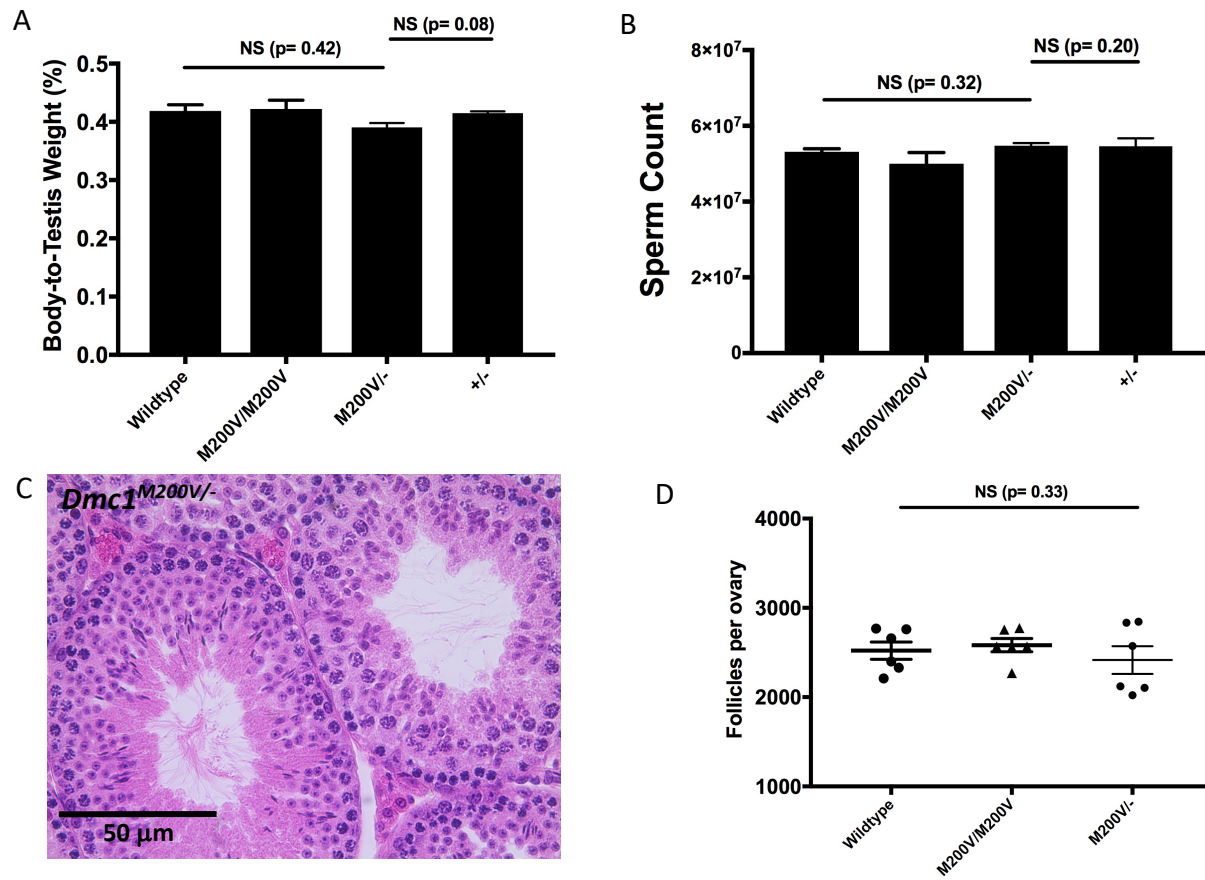 A
NS (p= 0.42)
NS (p= 0.08)
Body-to-Testis Weight (%)
0.5
0.4
0.3
0.2
0.1
0.0
Wildtype
M200V/M200V
M200V/-
+/-
B
NS (p= 0.32)
NS (p= 0.20)
Sperm Count
8×10⁷
6×10⁷
4×10⁷
2×10⁷
0
Wildtype
M200V/M200V
M200V/-
+/-
C
Dmc1ᴹ²⁰⁰ⱽ/⁻
50 µm
D
NS (p= 0.33)
Follicles per ovary
4000
3000
2000
1000
Wildtype
M200V/M200V
M200V/-